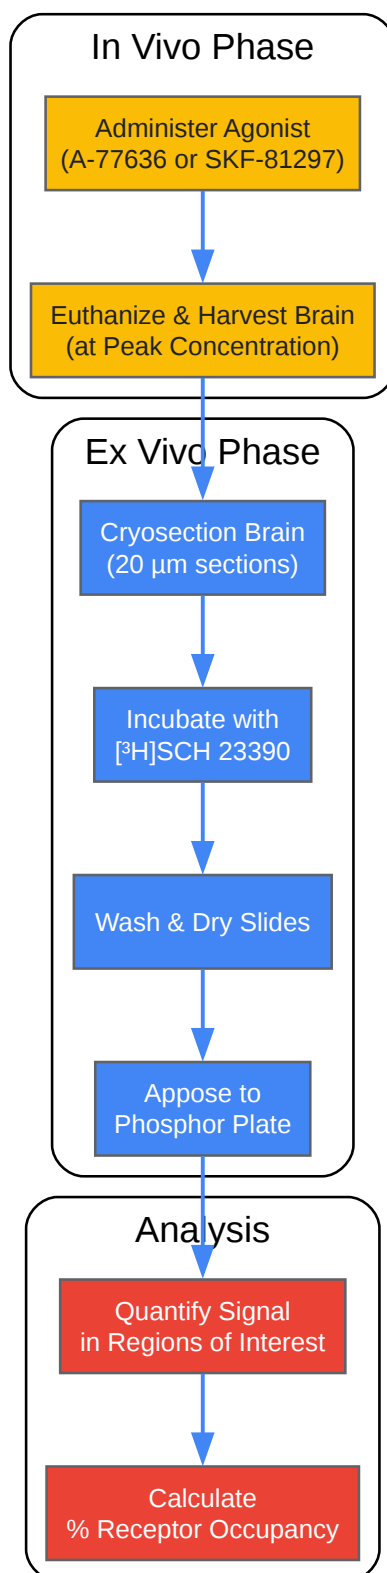 In Vivo Phase
Administer Agonist
(A-77636 or SKF-81297)
Euthanize & Harvest Brain
(at Peak Concentration)
Ex Vivo Phase
Cryosection Brain
(20 µm sections)
Incubate with
[³H]SCH 23390
Wash & Dry Slides
Appose to
Phosphor Plate
Analysis
Quantify Signal
in Regions of Interest
Calculate
% Receptor Occupancy